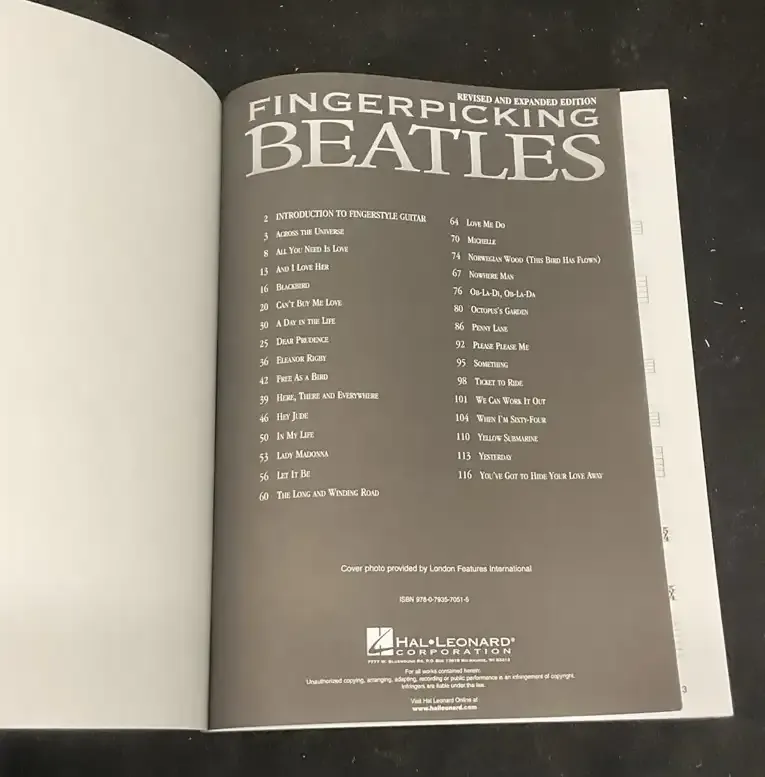 REVISED AND EXPANDED EDITION
FINGERPICKING
BEATLES
2 INTRODUCTION TO FINGERSTYLE GUITAR
3 ACROSS THE UNIVERSE
8 ALL YOU NEED IS LOVE
13 AND I LOVE HER
16 BLACKBIRD
20 CAN'T BUY ME LOVE
30 A DAY IN THE LIFE
25 DEAR PRUDENCE
36 ELEANOR RIGBY
42 FREE AS A BIRD
39 HERE, THERE AND EVERYWHERE
46 HEY JUDE
50 IN MY LIFE
53 LADY MADONNA
56 LET IT BE
60 THE LONG AND WINDING ROAD
64 LOVE ME DO
70 MICHELLE
74 NORWEGIAN WOOD (THIS BIRD HAS FLOWN)
67 NOWHERE MAN
76 OB-LA-DI, OB-LA-DA
80 OCTOPUS'S GARDEN
86 PENNY LANE
92 PLEASE PLEASE ME
95 SOMETHING
98 TICKET TO RIDE
101 WE CAN WORK IT OUT
104 WHEN I'M SIXTY-FOUR
110 YELLOW SUBMARINE
113 YESTERDAY
116 YOU'VE GOT TO HIDE YOUR LOVE AWAY
Cover photo provided by London Features International
ISBN 978-0-7935-7051-5
HAL•LEONARD®
CORPORATION
7777 W. BLUEMOUND RD. P.O. BOX 13819 MILWAUKEE, WI 53213
For all works contained herein:
Unauthorized copying, arranging, adapting, recording or public performance is an infringement of copyright.
Infringers are liable under the law.
Visit Hal Leonard Online at
www.halleonard.com
3